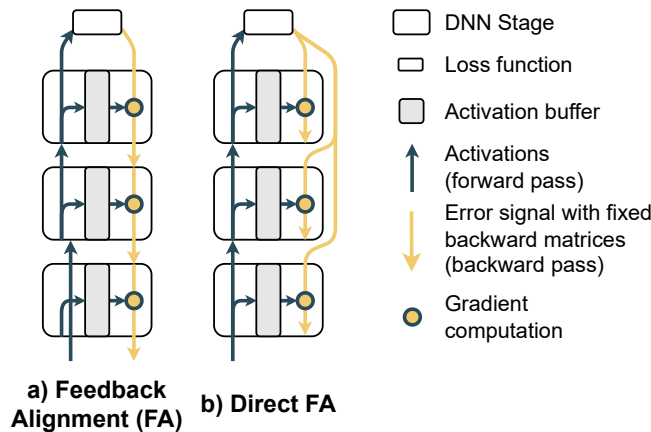 DNN Stage
Loss function
Activation buffer
Activations
(forward pass)
Error signal with fixed
backward matrices
(backward pass)
Gradient
computation
a) Feedback
Alignment (FA)
b) Direct FA